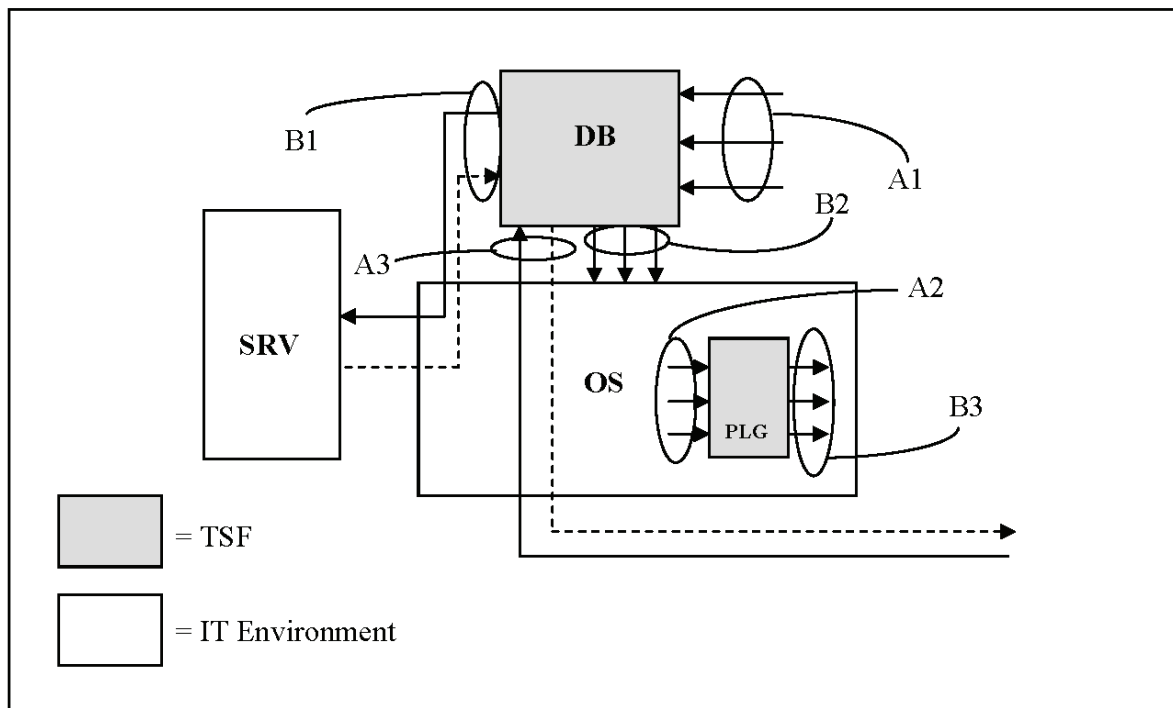 DB
B1
A1
B2
A3
A2
SRV
OS
PLG
B3
= TSF
= IT Environment